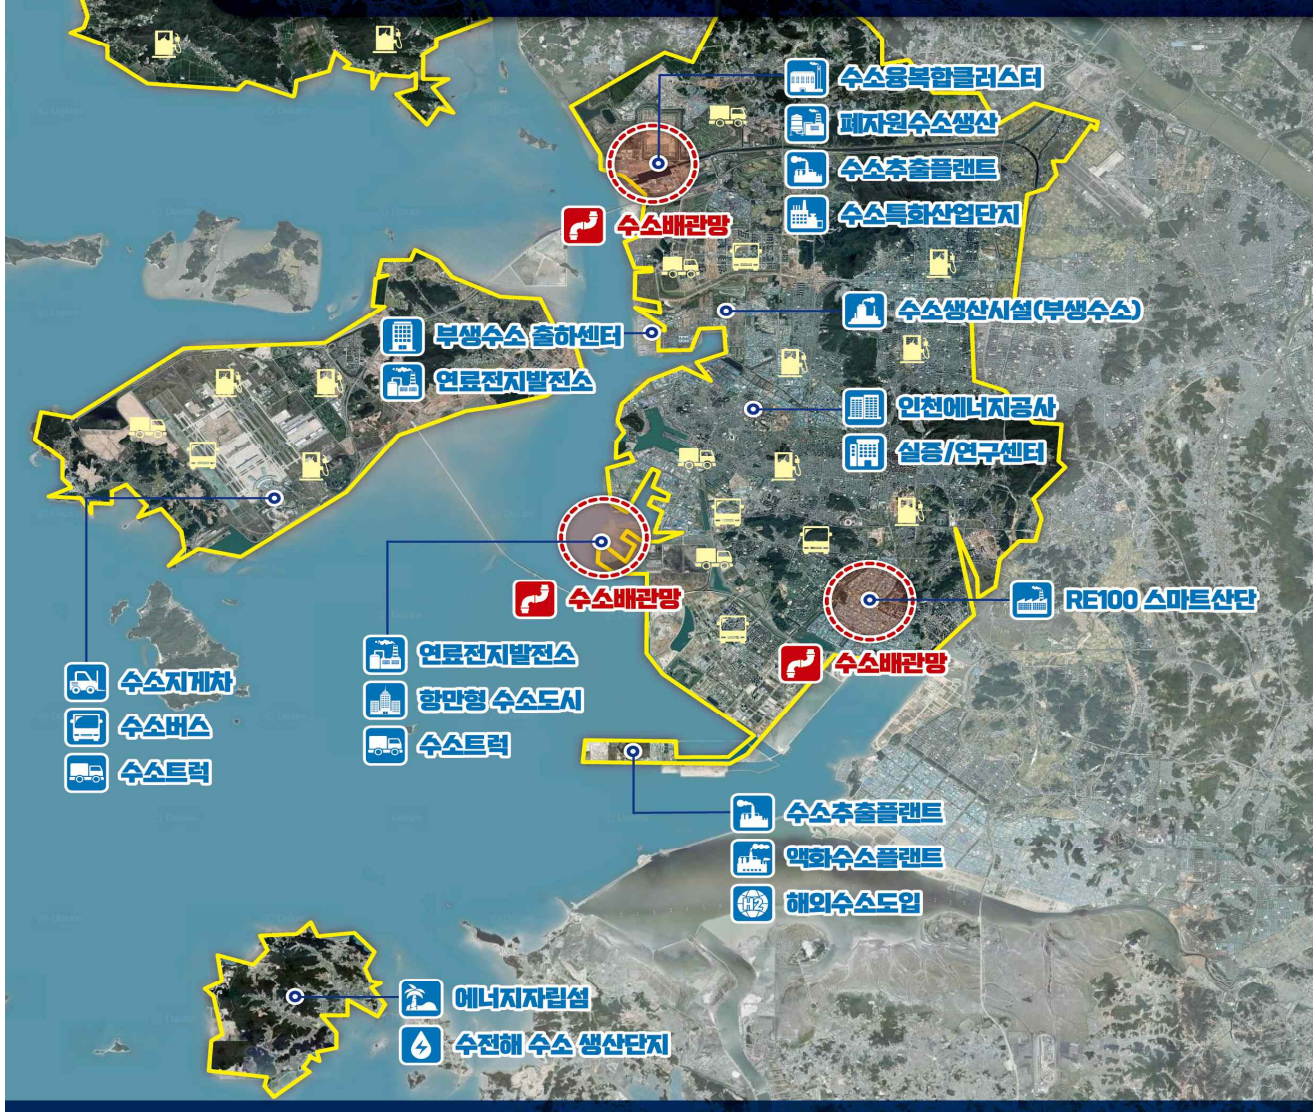 수소융복합클러스터
폐자원수소생산
수소추출플랜트
수소특화산업단지
수소배관망
수소생산시설(부생수소)
부생수소 출하센터
연료전지발전소
인천에너지공사
실증/연구센터
수소배관망
RE100 스마트산단
연료전지발전소
항만형 수소도시
수소트럭
수소배관망
수소지게차
수소버스
수소트럭
수소추출플랜트
액화수소플랜트
H2 해외수소도입
에너지자립섬
수전해 수소 생산단지